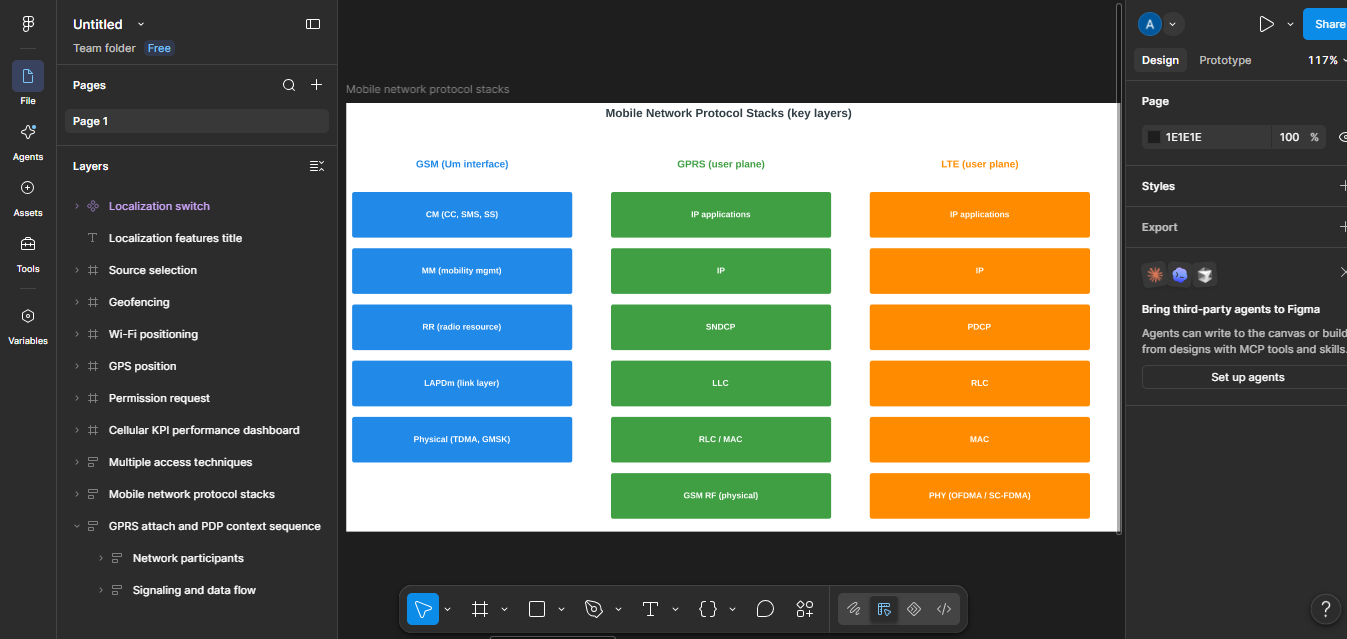 Untitled
Team folder Free
Pages
Page 1
Layers
Localization switch
Localization features title
Source selection
Geofencing
Wi-Fi positioning
GPS position
Permission request
Cellular KPI performance dashboard
Multiple access techniques
Mobile network protocol stacks
GPRS attach and PDP context sequence
Network participants
Signaling and data flow
File
Agents
Assets
Tools
Variables
Mobile network protocol stacks
Mobile Network Protocol Stacks (key layers)
GSM (Um interface)
CM (CC, SMS, SS)
MM (mobility mgmt)
RR (radio resource)
LAPDm (link layer)
Physical (TDMA, GMSK)
GPRS (user plane)
IP applications
IP
SNDCP
LLC
RLC / MAC
GSM RF (physical)
LTE (user plane)
IP applications
IP
PDCP
RLC
MAC
PHY (OFDMA / SC-FDMA)
A
Share
Design Prototype 117%
Page
1E1E1E 100 %
Styles
Export
Bring third-party agents to Figma
Agents can write to the canvas or build
from designs with MCP tools and skills.
Set up agents
?